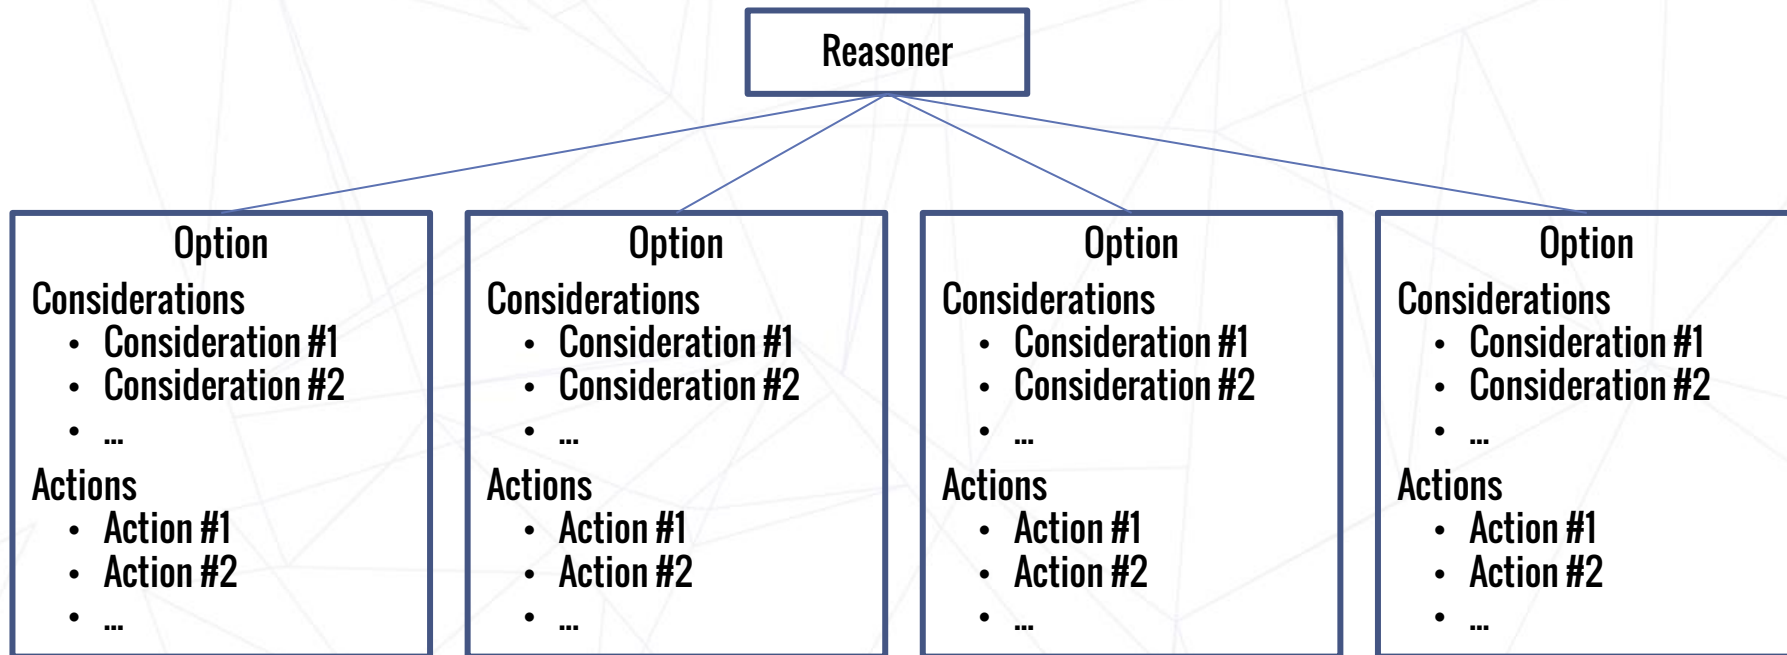 Reasoner
Option
Considerations
• Consideration #1
• Consideration #2
• ...
Actions
• Action #1
• Action #2
• ...
Option
Considerations
• Consideration #1
• Consideration #2
• ...
Actions
• Action #1
• Action #2
• ...
Option
Considerations
• Consideration #1
• Consideration #2
• ...
Actions
• Action #1
• Action #2
• ...
Option
Considerations
• Consideration #1
• Consideration #2
• ...
Actions
• Action #1
• Action #2
• ...